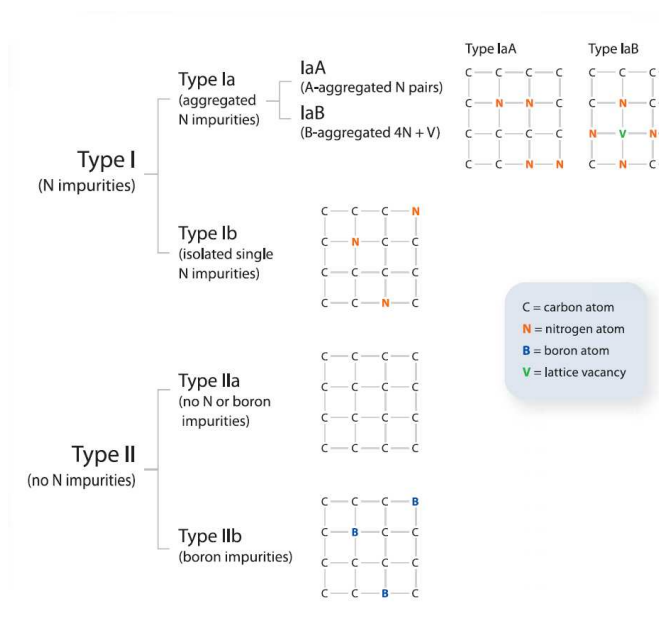 Type IaA
C C C C
C N N C
C C C C
C C N N
Type IaB
C C C
C N C
N V N
C N C
Type I
(N impurities)
Type Ia
(aggregated
N impurities)
IaA
(A-aggregated N pairs)
IaB
(B-aggregated 4N + V)
Type Ib
(isolated single
N impurities)
C C C N
C N C C
C C C C
C C N C
C = carbon atom
N = nitrogen atom
B = boron atom
V = lattice vacancy
Type II
(no N impurities)
Type IIa
(no N or boron
impurities)
C C C C
C C C C
C C C C
C C C C
Type IIb
(boron impurities)
C C C B
C B C C
C C C C
C C B C